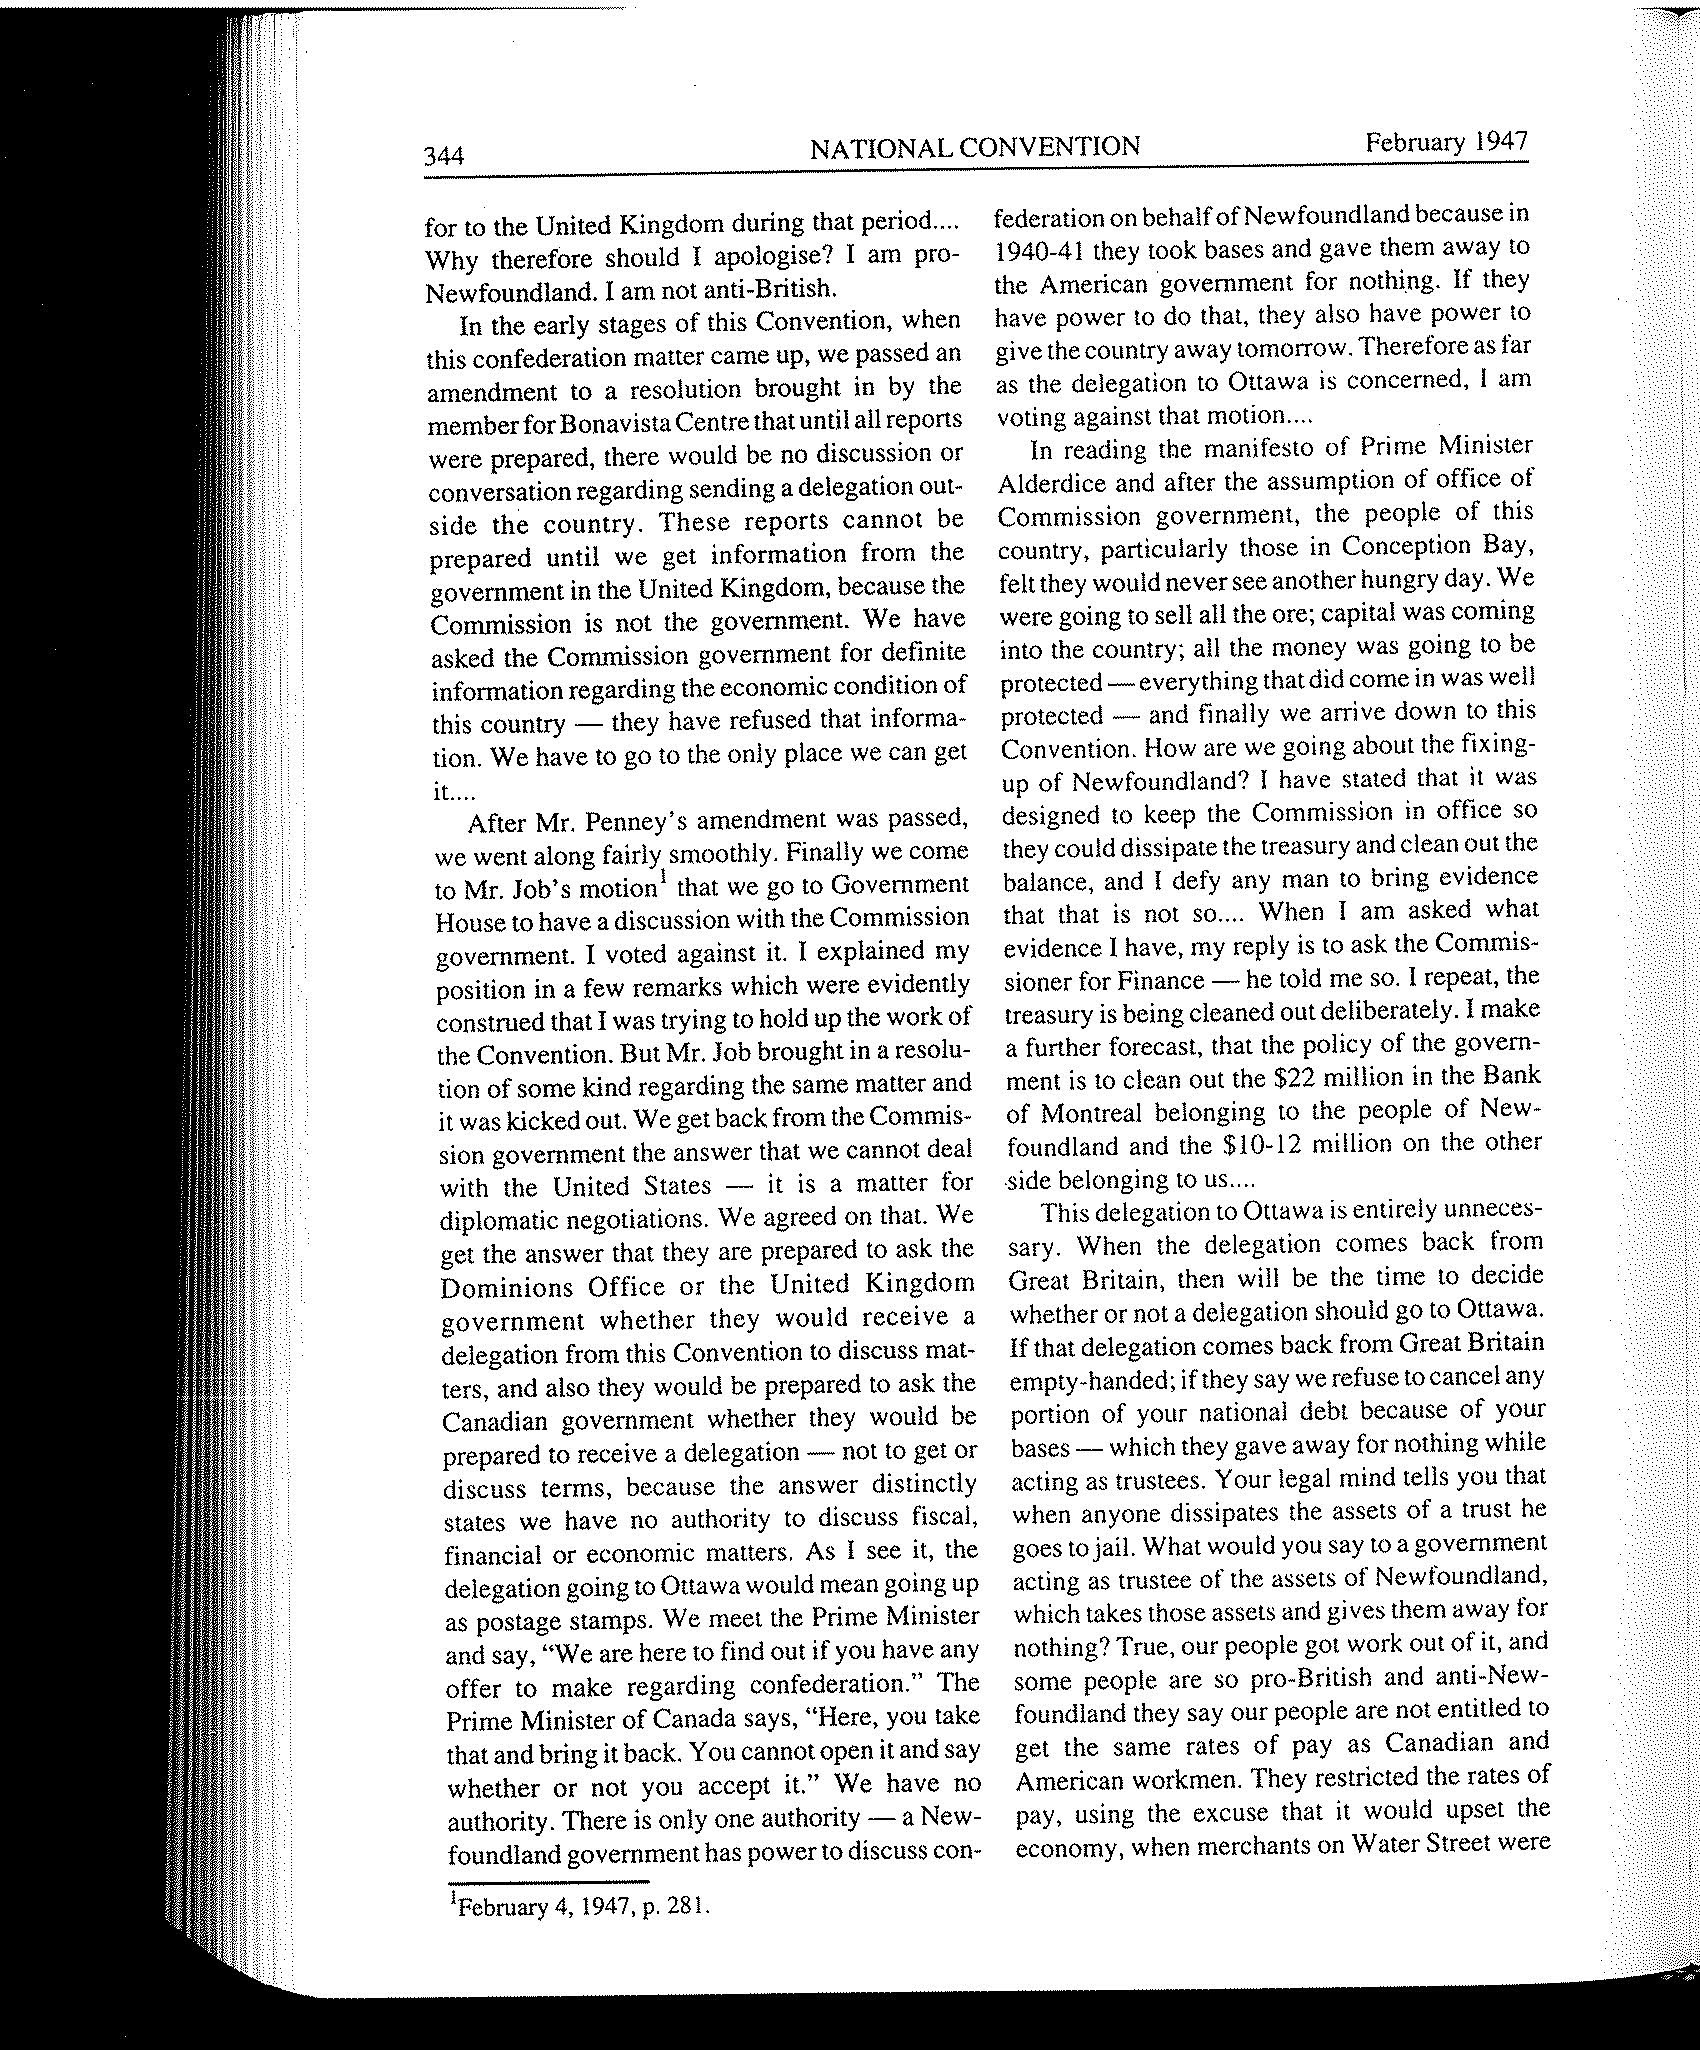 344
NATIONAL CONVENTION
February 1947
for to the United Kingdom during that period....
Why therefore should I apologise? I am pro-
Newfoundland. I am not anti-British.
In the early stages of this Convention, when
this confederation matter came up, we passed an
amendment to a resolution brought in by the
member for Bonavista Centre that until all reports
were prepared, there would be no discussion or
conversation regarding sending a delegation out-
side the country. These reports cannot be
prepared until we get information from the
government in the United Kingdom, because the
Commission is not the government. We have
asked the Commission government for definite
information regarding the economic condition of
this country — they have refused that informa-
tion. We have to go to the only place we can get
it....
After Mr. Penney's amendment was passed,
we went along fairly smoothly. Finally we come
to Mr. Job's motion¹ that we go to Government
House to have a discussion with the Commission
government. I voted against it. I explained my
position in a few remarks which were evidently
construed that I was trying to hold up the work of
the Convention. But Mr. Job brought in a resolu-
tion of some kind regarding the same matter and
it was kicked out. We get back from the Commis-
sion government the answer that we cannot deal
with the United States — it is a matter for
diplomatic negotiations. We agreed on that. We
get the answer that they are prepared to ask the
Dominions Office or the United Kingdom
government whether they would receive a
delegation from this Convention to discuss mat-
ters, and also they would be prepared to ask the
Canadian government whether they would be
prepared to receive a delegation — not to get or
discuss terms, because the answer distinctly
states we have no authority to discuss fiscal,
financial or economic matters. As I see it, the
delegation going to Ottawa would mean going up
as postage stamps. We meet the Prime Minister
and say, "We are here to find out if you have any
offer to make regarding confederation." The
Prime Minister of Canada says, "Here, you take
that and bring it back. You cannot open it and say
whether or not you accept it." We have no
authority. There is only one authority — a New-
foundland government has power to discuss con-
¹February 4, 1947, p. 281.
federation on behalf of Newfoundland because in
1940-41 they took bases and gave them away to
the American government for nothing. If they
have power to do that, they also have power to
give the country away tomorrow. Therefore as far
as the delegation to Ottawa is concerned, I am
voting against that motion....
In reading the manifesto of Prime Minister
Alderdice and after the assumption of office of
Commission government, the people of this
country, particularly those in Conception Bay,
felt they would never see another hungry day. We
were going to sell all the ore; capital was coming
into the country; all the money was going to be
protected — everything that did come in was well
protected — and finally we arrive down to this
Convention. How are we going about the fixing-
up of Newfoundland? I have stated that it was
designed to keep the Commission in office so
they could dissipate the treasury and clean out the
balance, and I defy any man to bring evidence
that that is not so.... When I am asked what
evidence I have, my reply is to ask the Commis-
sioner for Finance — he told me so. I repeat, the
treasury is being cleaned out deliberately. I make
a further forecast, that the policy of the govern-
ment is to clean out the $22 million in the Bank
of Montreal belonging to the people of New-
foundland and the $10-12 million on the other
side belonging to us....
This delegation to Ottawa is entirely unneces-
sary. When the delegation comes back from
Great Britain, then will be the time to decide
whether or not a delegation should go to Ottawa.
If that delegation comes back from Great Britain
empty-handed; if they say we refuse to cancel any
portion of your national debt because of your
bases — which they gave away for nothing while
acting as trustees. Your legal mind tells you that
when anyone dissipates the assets of a trust he
goes to jail. What would you say to a government
acting as trustee of the assets of Newfoundland,
which takes those assets and gives them away for
nothing? True, our people got work out of it, and
some people are so pro-British and anti-New-
foundland they say our people are not entitled to
get the same rates of pay as Canadian and
American workmen. They restricted the rates of
pay, using the excuse that it would upset the
economy, when merchants on Water Street were